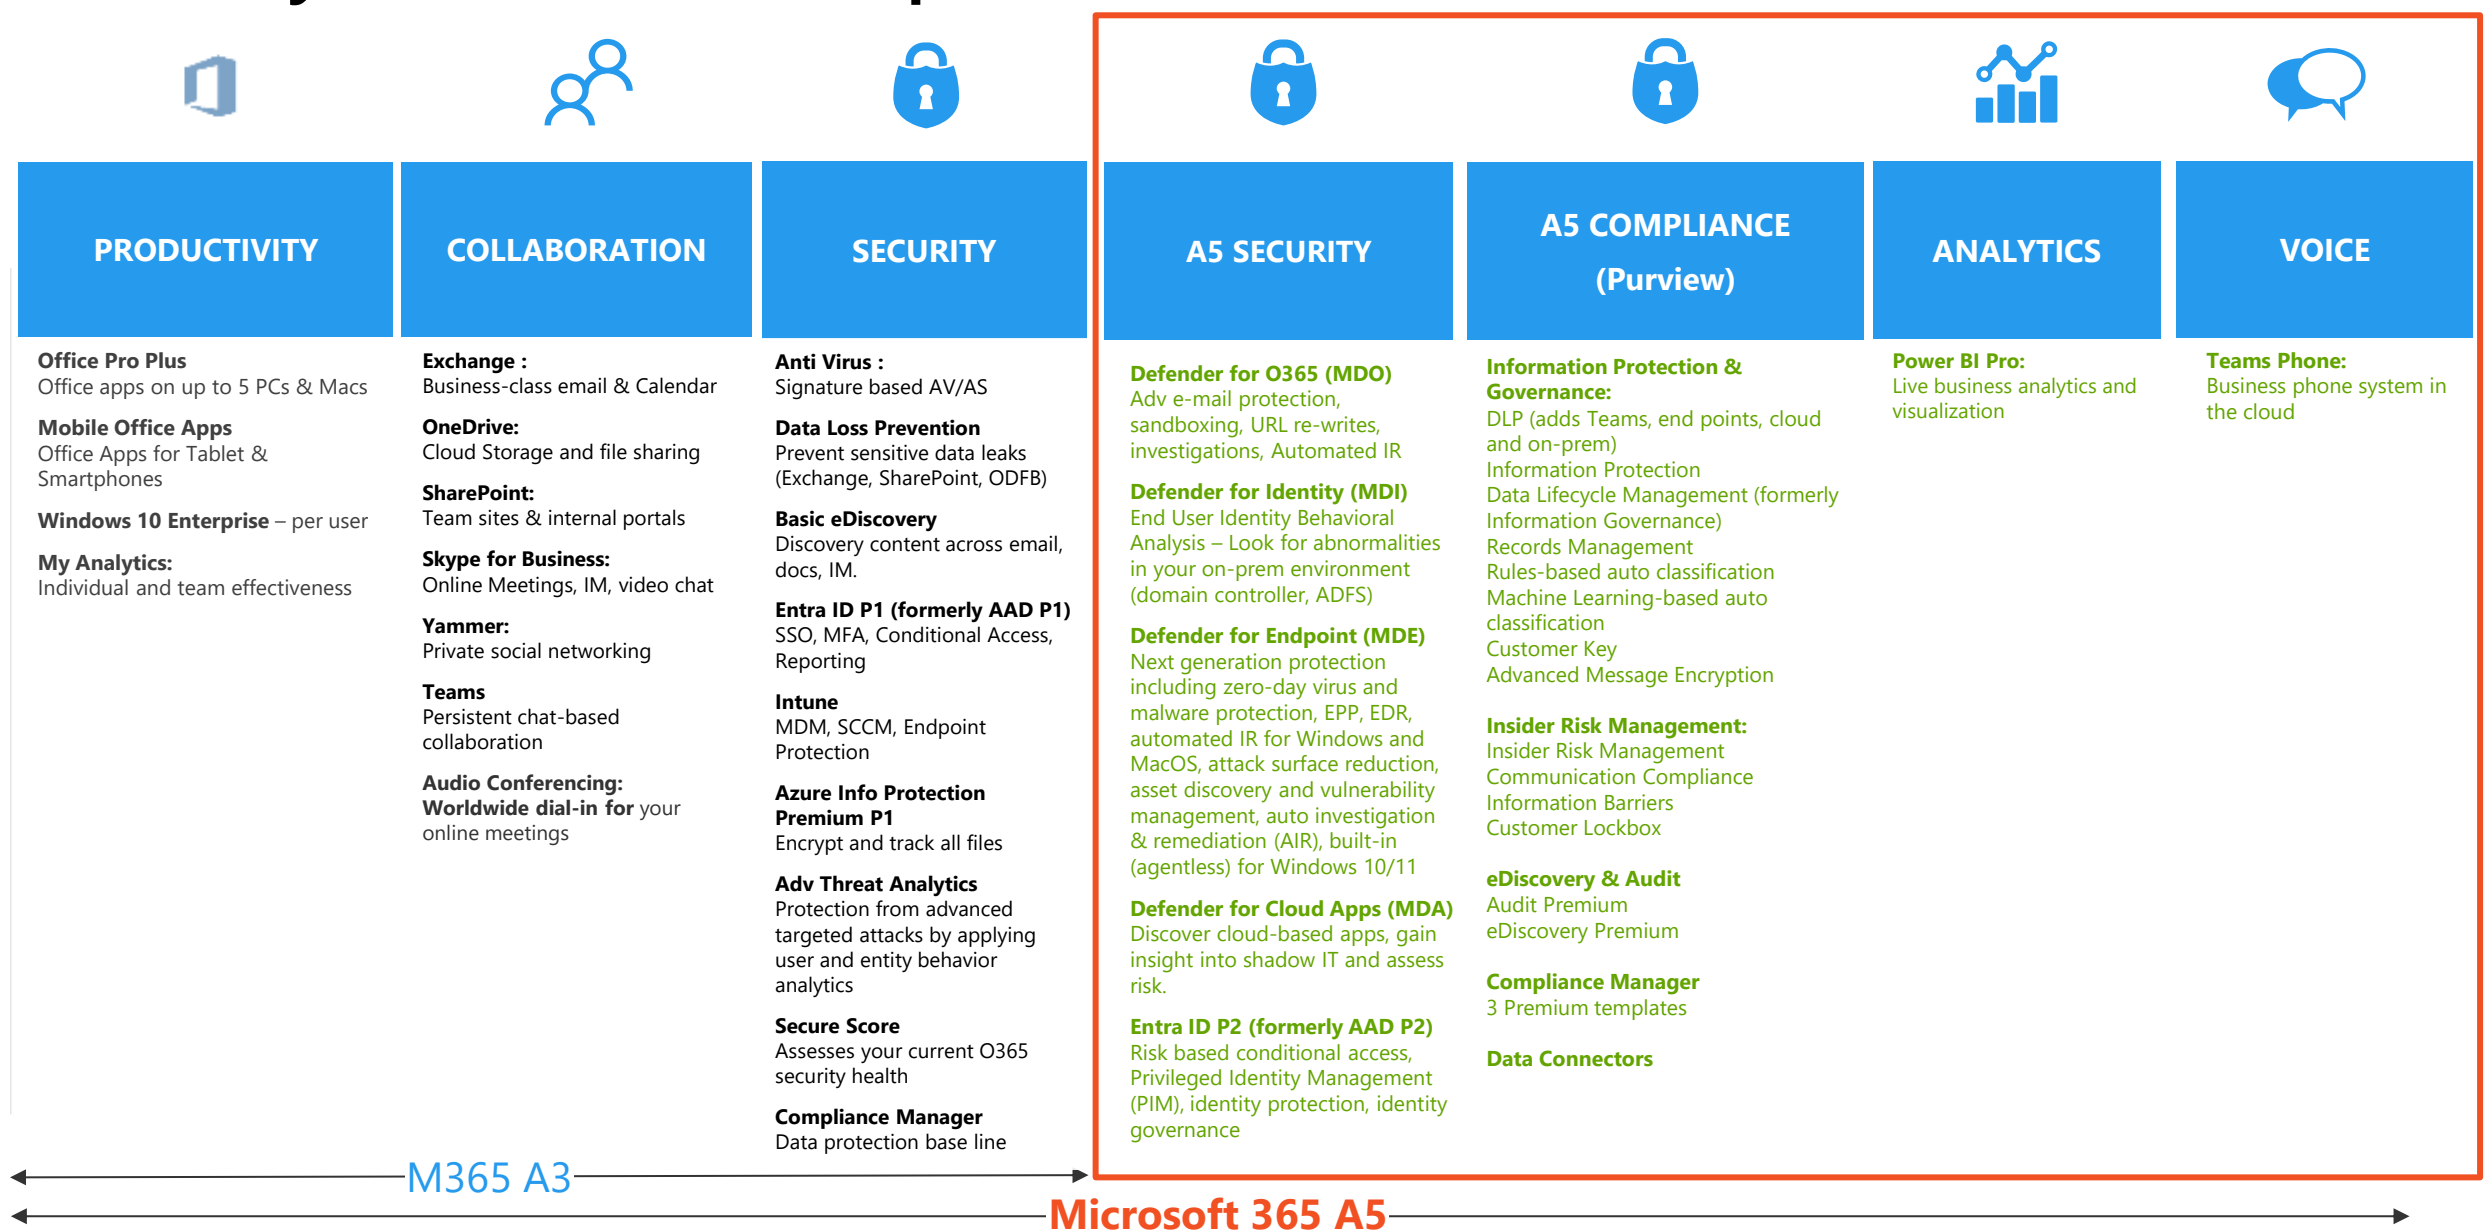 PRODUCTIVITY
Office Pro Plus
Office apps on up to 5 PCs & Macs
Mobile Office Apps
Office Apps for Tablet &
Smartphones
Windows 10 Enterprise – per user
My Analytics:
Individual and team effectiveness
COLLABORATION
Exchange :
Business-class email & Calendar
OneDrive:
Cloud Storage and file sharing
SharePoint:
Team sites & internal portals
Skype for Business:
Online Meetings, IM, video chat
Yammer:
Private social networking
Teams
Persistent chat-based
collaboration
Audio Conferencing:
Worldwide dial-in for your
online meetings
SECURITY
Anti Virus :
Signature based AV/AS
Data Loss Prevention
Prevent sensitive data leaks
(Exchange, SharePoint, ODFB)
Basic eDiscovery
Discovery content across email,
docs, IM.
Entra ID P1 (formerly AAD P1)
SSO, MFA, Conditional Access,
Reporting
Intune
MDM, SCCM, Endpoint
Protection
Azure Info Protection
Premium P1
Encrypt and track all files
Adv Threat Analytics
Protection from advanced
targeted attacks by applying
user and entity behavior
analytics
Secure Score
Assesses your current O365
security health
Compliance Manager
Data protection base line
A5 SECURITY
Defender for O365 (MDO)
Adv e-mail protection,
sandboxing, URL re-writes,
investigations, Automated IR
Defender for Identity (MDI)
End User Identity Behavioral
Analysis – Look for abnormalities
in your on-prem environment
(domain controller, ADFS)
Defender for Endpoint (MDE)
Next generation protection
including zero-day virus and
malware protection, EPP, EDR,
automated IR for Windows and
MacOS, attack surface reduction,
asset discovery and vulnerability
management, auto investigation
& remediation (AIR), built-in
(agentless) for Windows 10/11
Defender for Cloud Apps (MDA)
Discover cloud-based apps, gain
insight into shadow IT and assess
risk.
Entra ID P2 (formerly AAD P2)
Risk based conditional access,
Privileged Identity Management
(PIM), identity protection, identity
governance
A5 COMPLIANCE
(Purview)
Information Protection &
Governance:
DLP (adds Teams, end points, cloud
and on-prem)
Information Protection
Data Lifecycle Management (formerly
Information Governance)
Records Management
Rules-based auto classification
Machine Learning-based auto
classification
Customer Key
Advanced Message Encryption
Insider Risk Management:
Insider Risk Management
Communication Compliance
Information Barriers
Customer Lockbox
eDiscovery & Audit
Audit Premium
eDiscovery Premium
Compliance Manager
3 Premium templates
Data Connectors
ANALYTICS
Power BI Pro:
Live business analytics and
visualization
VOICE
Teams Phone:
Business phone system in
the cloud
M365 A3
Microsoft 365 A5